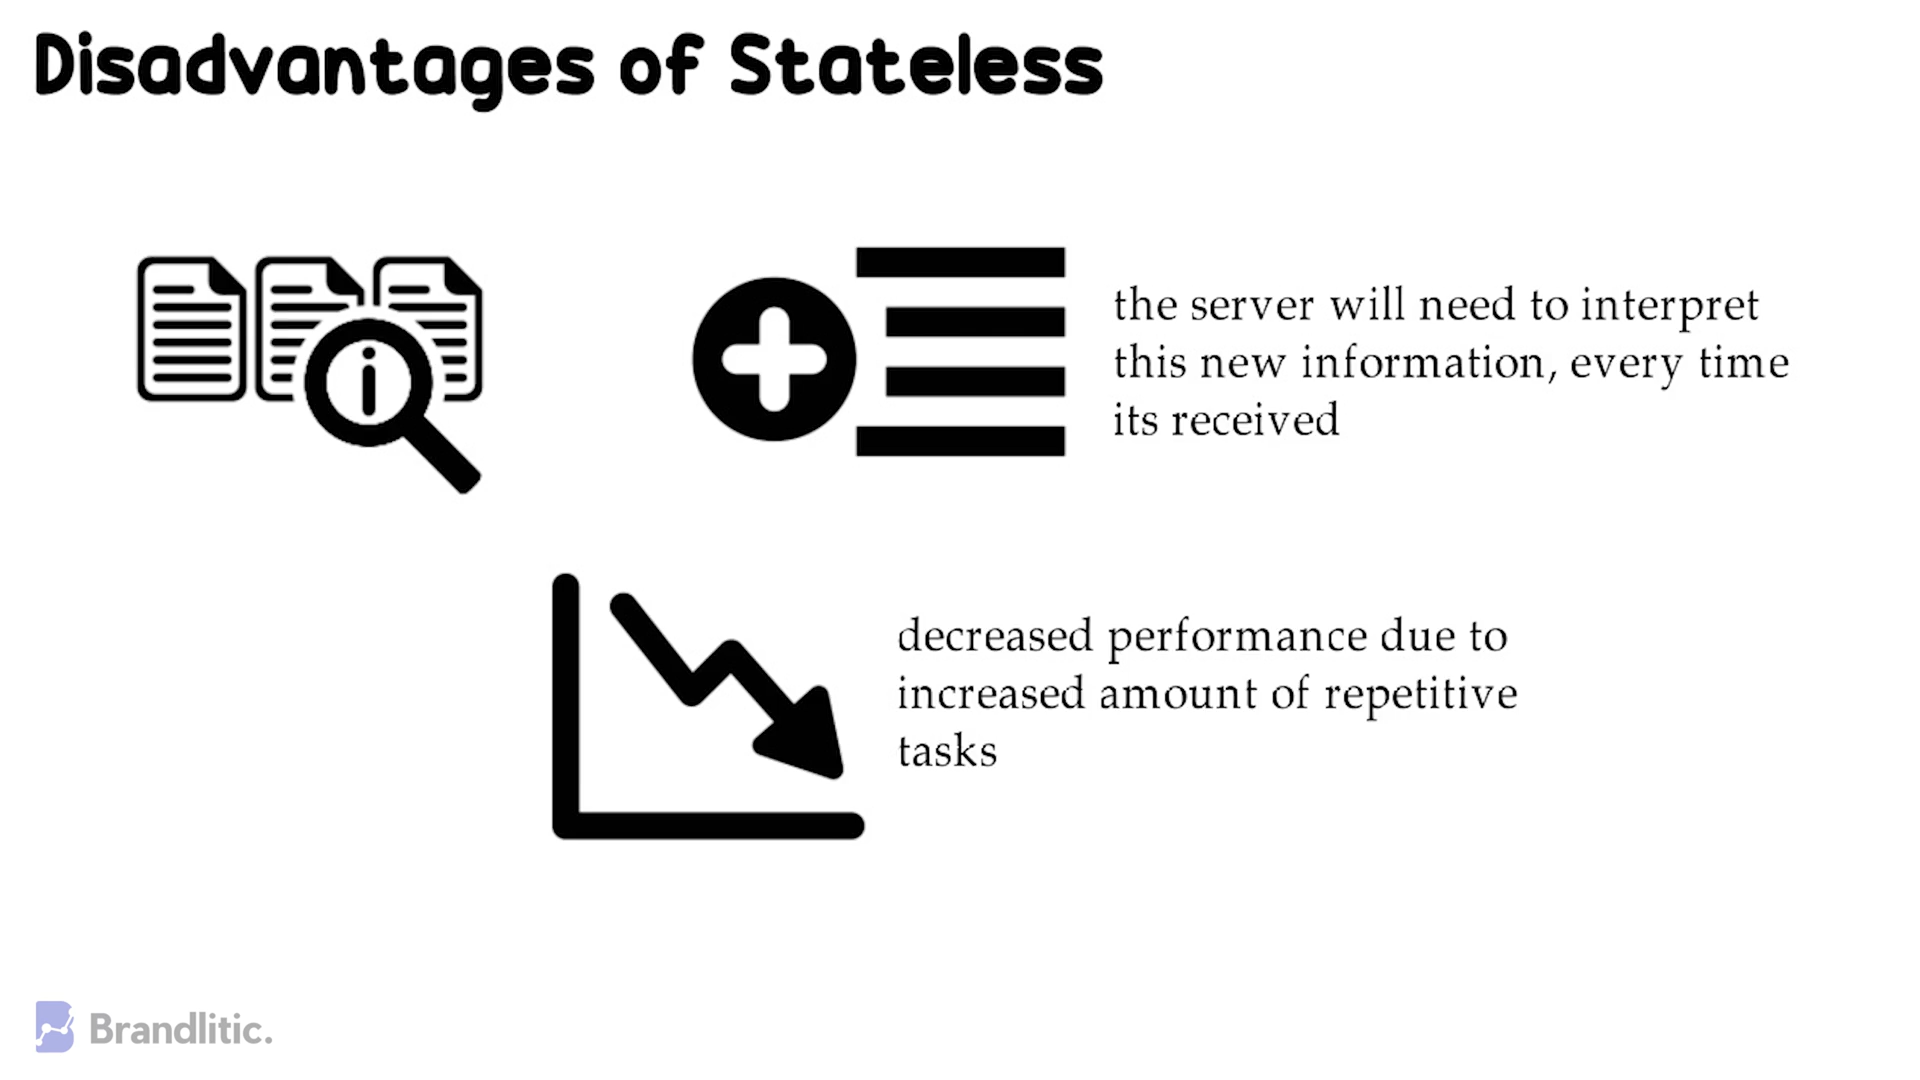 Disadvantages of Stateless
i
the server will need to interpret
this new information, every time
its received
decreased performance due to
increased amount of repetitive
tasks
Brandlitic.